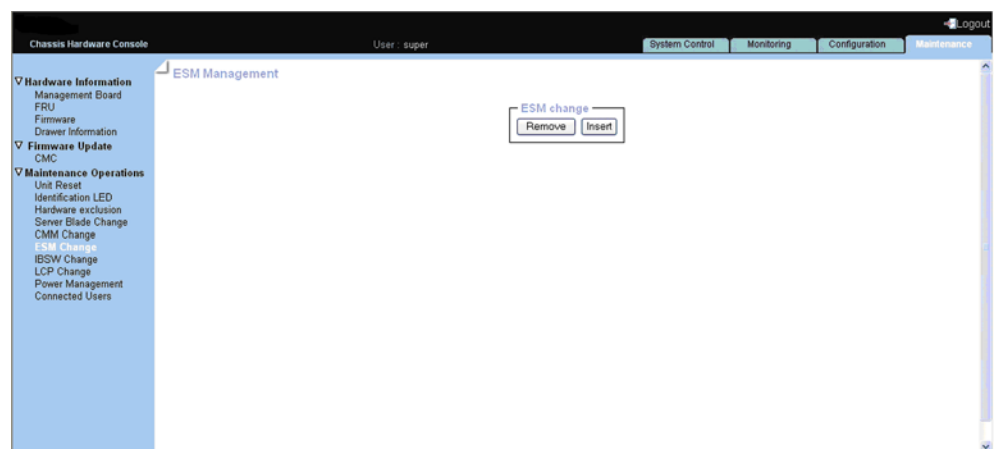 Logout
Chassis Hardware Console
User : super
System Control
Monitoring
Configuration
Maintenance
Hardware Information
Management Board
FRU
Firmware
Drawer Information
Firmware Update
CMC
Maintenance Operations
Unit Reset
Identification LED
Hardware exclusion
Server Blade Change
CMM Change
ESM Change
IBSW Change
LCP Change
Power Management
Connected Users
ESM Management
ESM change
Remove
Insert